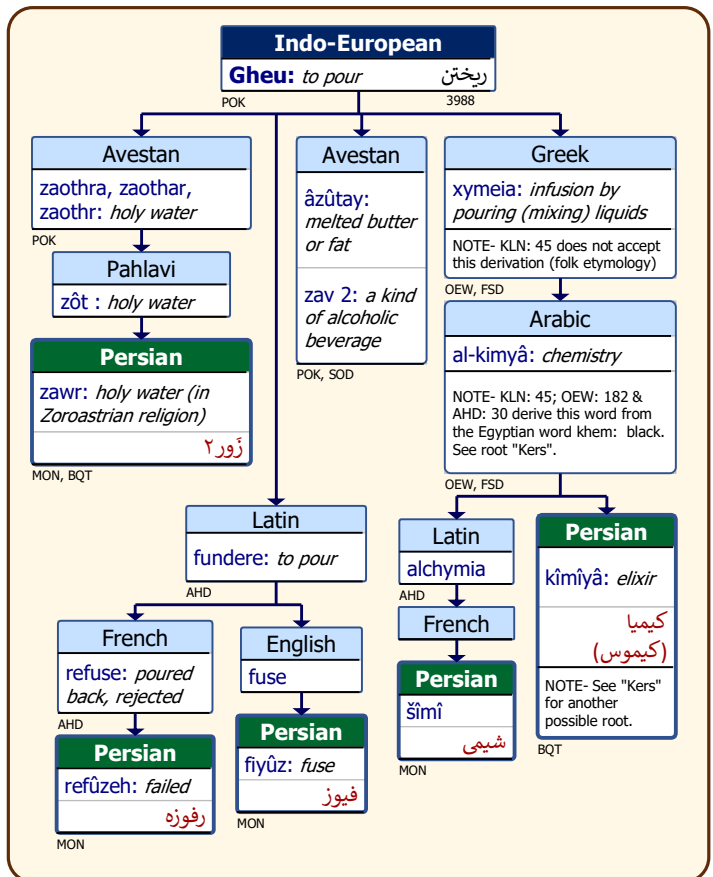 Indo-European
Gheu: to pour ریختن
POK 3988
Avestan
zaothra, zaothar,
zaothr: holy water
POK
Pahlavi
zôt : holy water
Persian
zawr: holy water (in
Zoroastrian religion)
زَور۲
MON, BQT
Avestan
âzûtay:
melted butter
or fat
zav 2: a kind
of alcoholic
beverage
POK, SOD
Greek
xymeia: infusion by
pouring (mixing) liquids
NOTE- KLN: 45 does not accept
this derivation (folk etymology)
OEW, FSD
Arabic
al-kimyâ: chemistry
NOTE- KLN: 45; OEW: 182 &
AHD: 30 derive this word from
the Egyptian word khem: black.
See root "Kers".
OEW, FSD
Latin
fundere: to pour
AHD
French
refuse: poured
back, rejected
AHD
Persian
refûzeh: failed
رفوزه
MON
English
fuse
Persian
fiyûz: fuse
فیوز
MON
Latin
alchymia
AHD
French
Persian
šîmî
شیمی
MON
Persian
kîmîyâ: elixir
کیمیا
(کیموس)
NOTE- See "Kers"
for another
possible root.
BQT